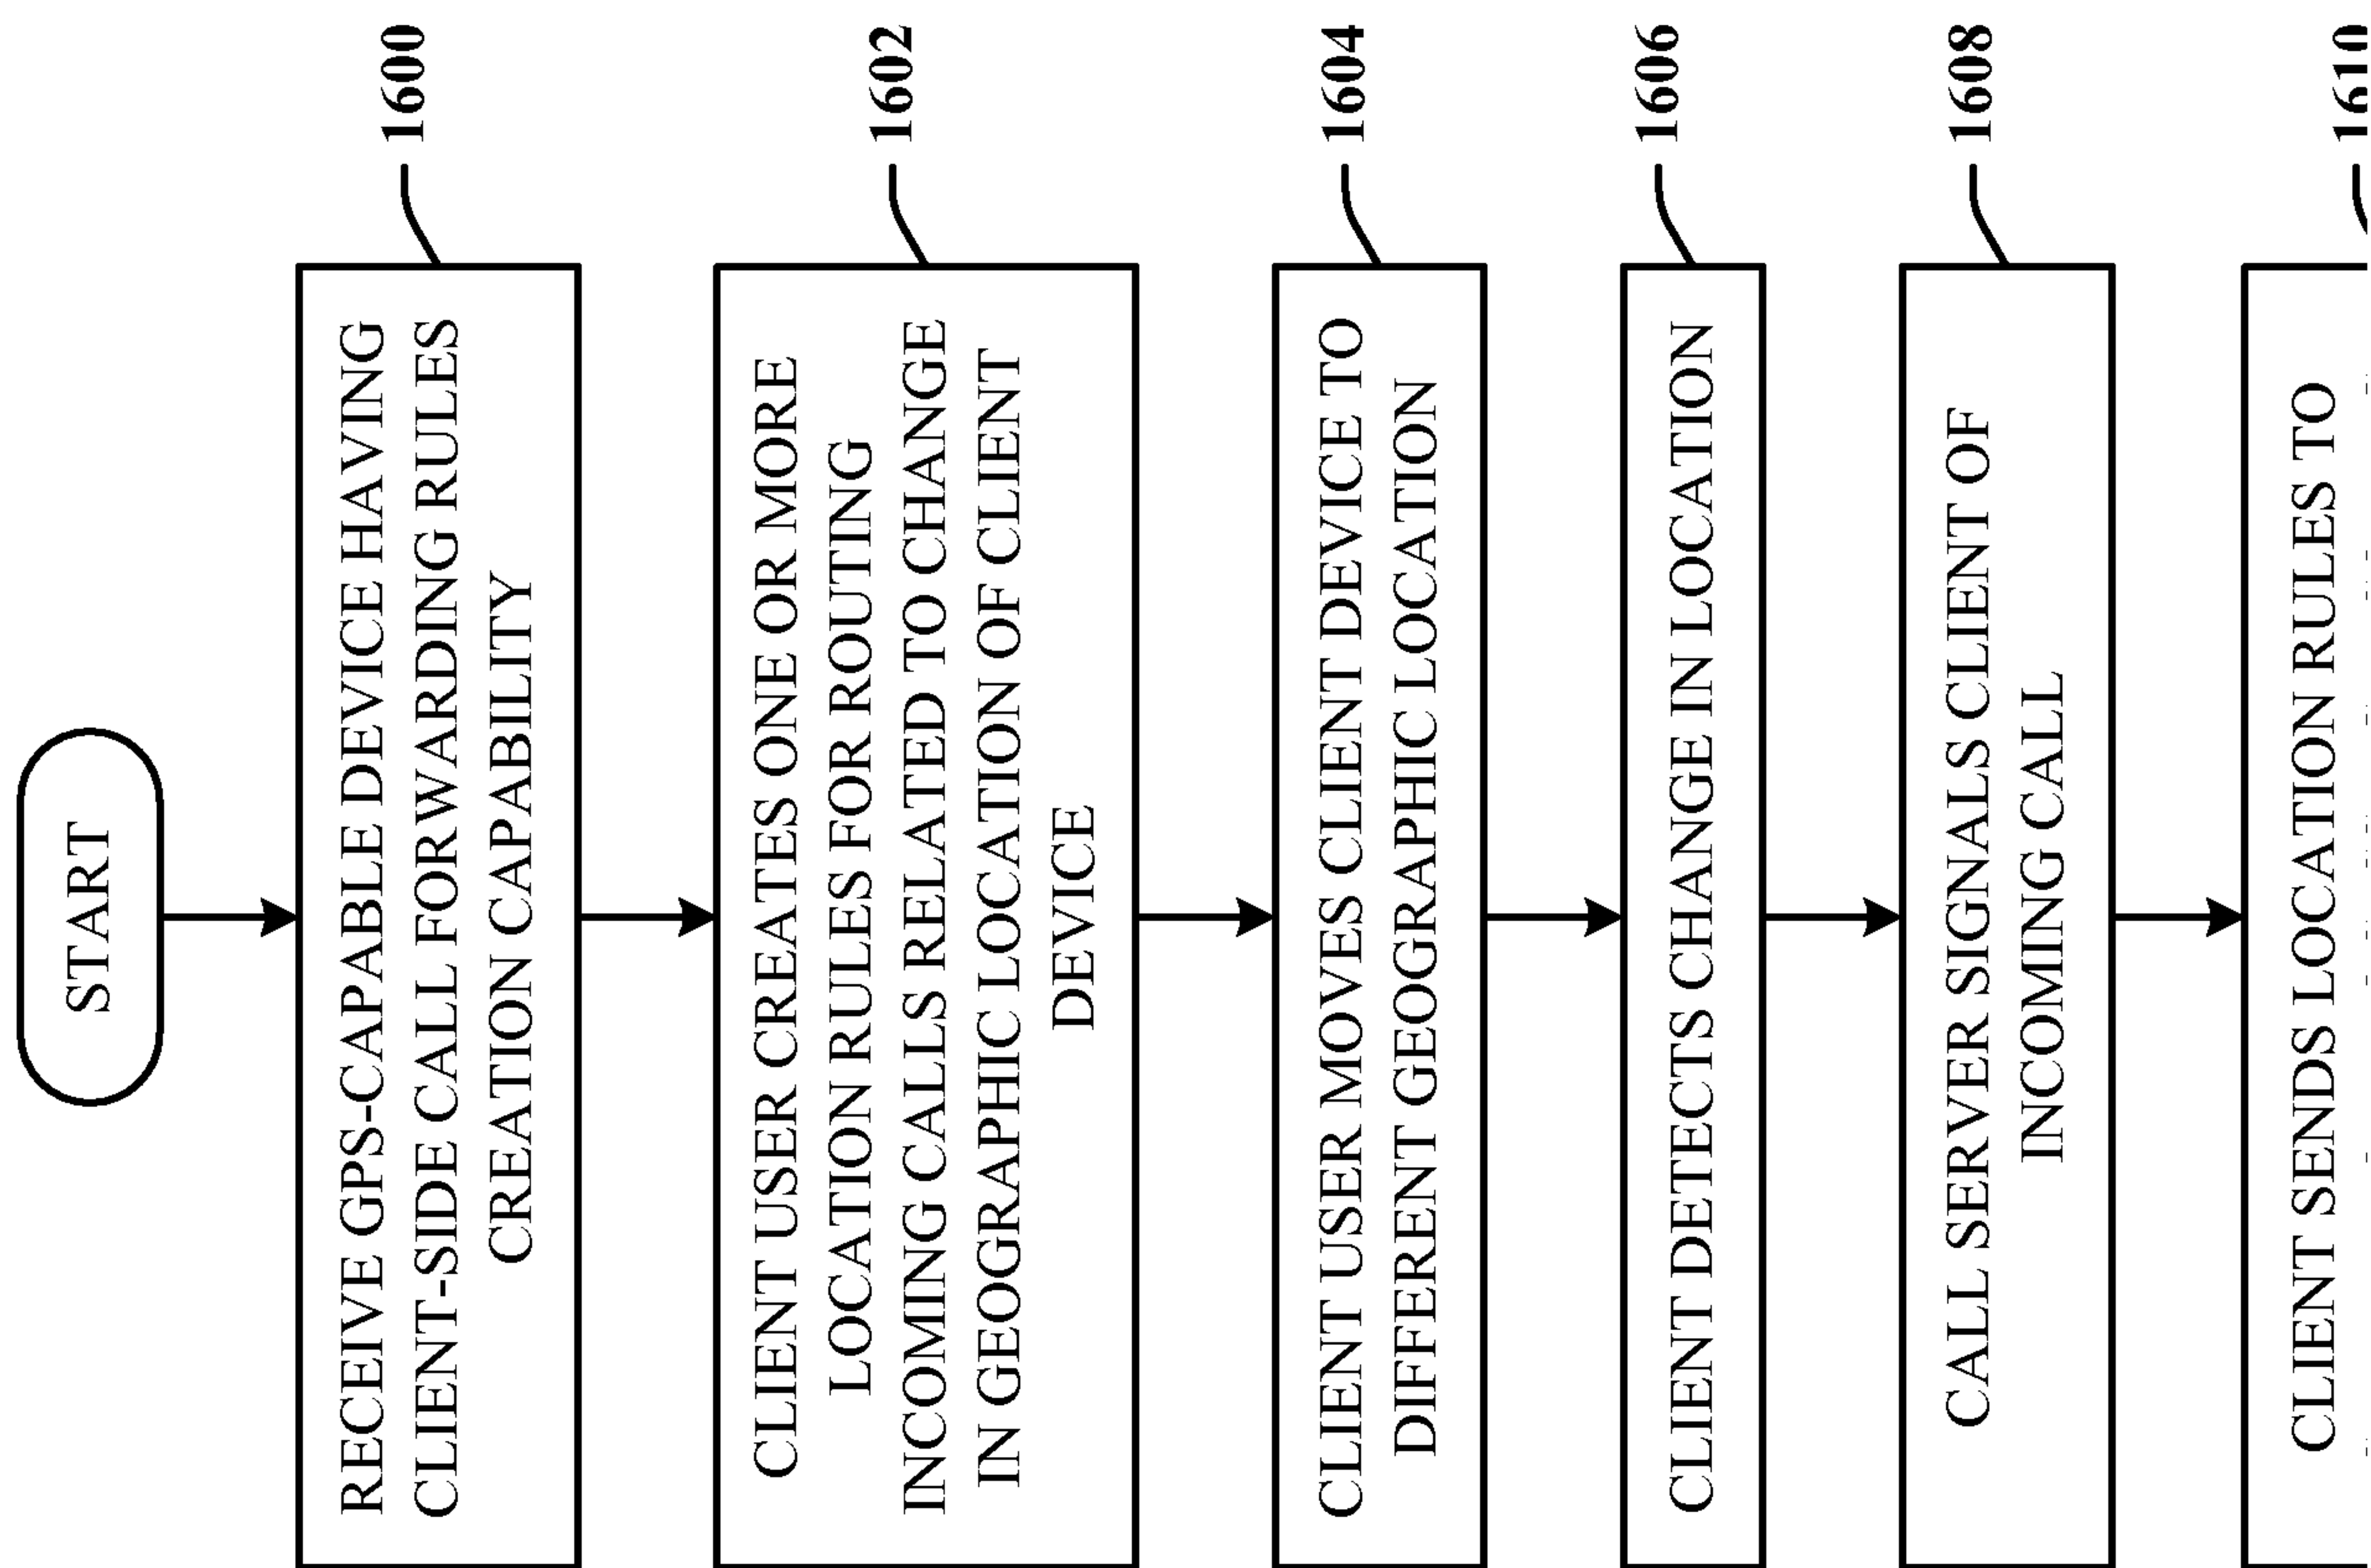 START
RECEIVE GPS-CAPABLE DEVICE HAVING
CLIENT-SIDE CALL FORWARDING RULES
CREATION CAPABILITY
1600
CLIENT USER CREATES ONE OR MORE
LOCATION RULES FOR ROUTING
INCOMING CALLS RELATED TO CHANGE
IN GEOGRAPHIC LOCATION OF CLIENT
DEVICE
1602
CLIENT USER MOVES CLIENT DEVICE TO
DIFFERENT GEOGRAPHIC LOCATION
1604
CLIENT DETECTS CHANGE IN LOCATION
1606
CALL SERVER SIGNALS CLIENT OF
INCOMING CALL
1608
CLIENT SENDS LOCATION RULES TO
1610